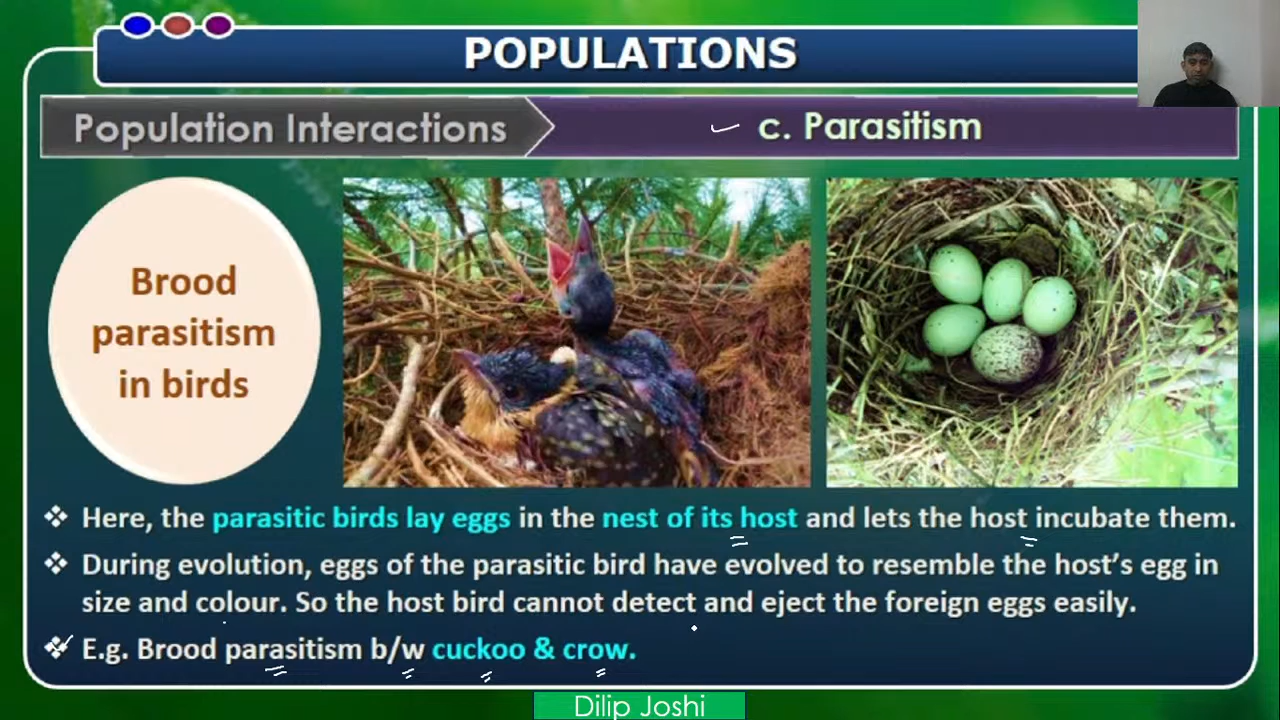 POPULATIONS
Population Interactions
c. Parasitism
Brood
parasitism
in birds
❖ Here, the parasitic birds lay eggs in the nest of its host and lets the host incubate them.
❖ During evolution, eggs of the parasitic bird have evolved to resemble the host's egg in
size and colour. So the host bird cannot detect and eject the foreign eggs easily.
❖ E.g. Brood parasitism b/w cuckoo & crow.
Dilip Joshi